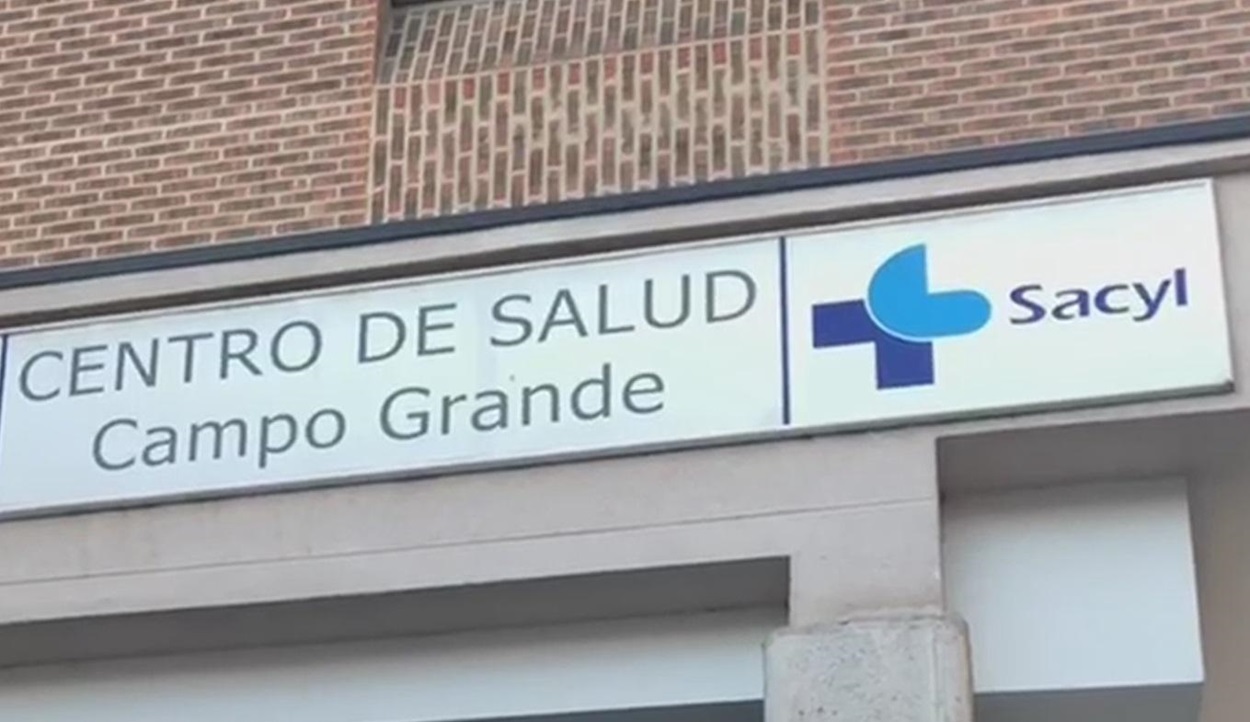 CENTRO DE SALUD
Campo Grande
Sacyl